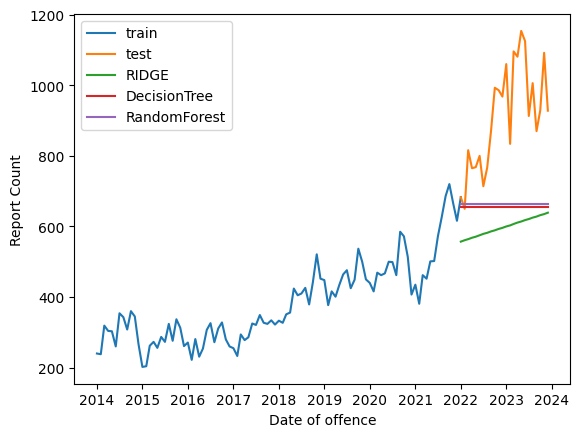 train
test
RIDGE
DecisionTree
RandomForest
1200
1000
800
600
400
200
Report Count
2014 2015 2016 2017 2018 2019 2020 2021 2022 2023 2024
Date of offence